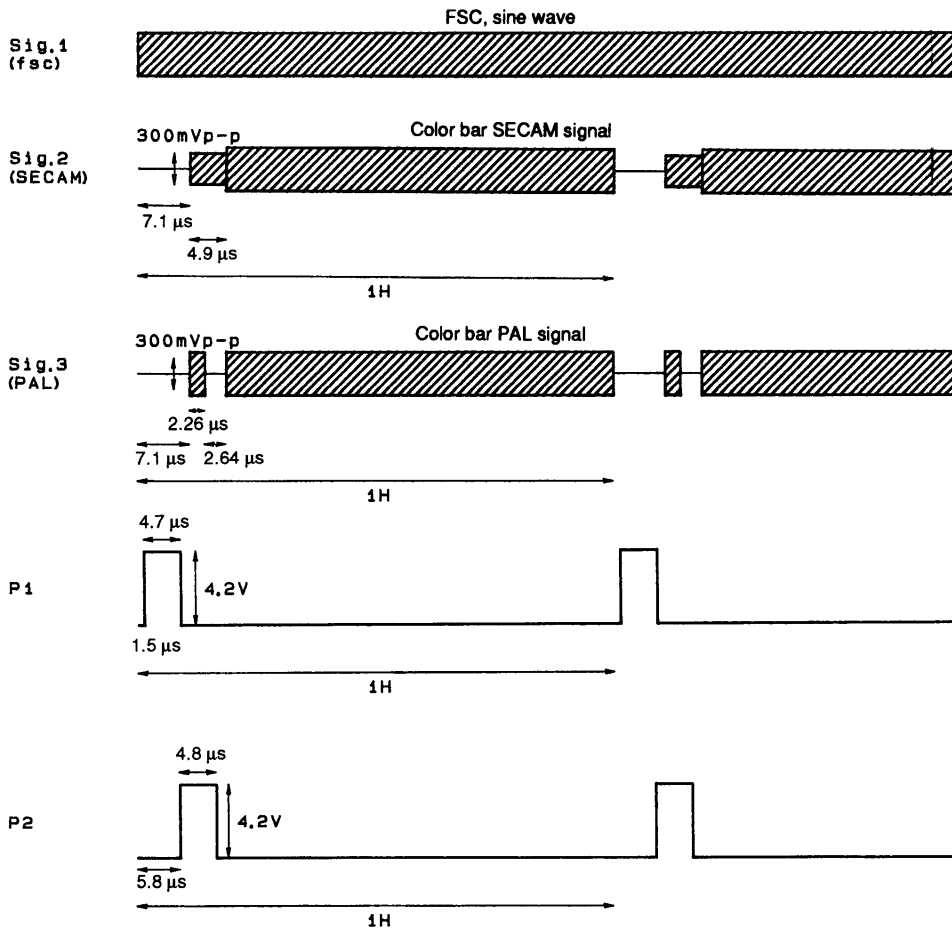 FSC, sine wave
Sig.1
(fsc)
Color bar SECAM signal
300mVp-p
Sig.2
(SECAM)
7.1 μs
4.9 μs
1H
Color bar PAL signal
300mVp-p
Sig.3
(PAL)
2.26 μs
7.1 μs 2.64 μs
1H
4.7 μs
P1
4.2V
1.5 μs
1H
4.8 μs
P2
4.2V
5.8 μs
1H